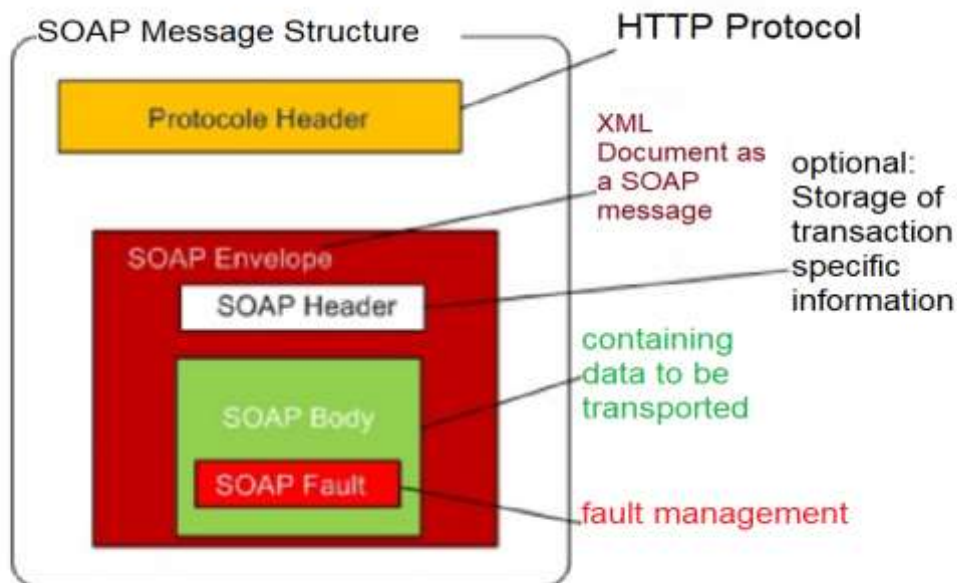 SOAP Message Structure
HTTP Protocol
Protocole Header
XML
Document as
a SOAP
message
optional:
Storage of
transaction
specific
information
SOAP Envelope
SOAP Header
containing
data to be
transported
SOAP Body
SOAP Fault
fault management